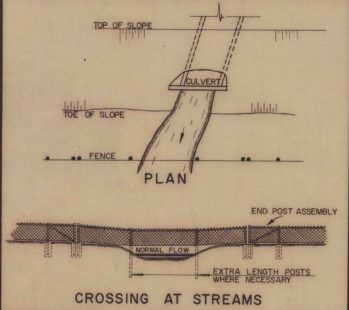 TOP OF SLOPE
CULVERT
TOE OF SLOPE
FENCE
PLAN
END POST ASSEMBLY
NORMAL FLOW
EXTRA LENGTH POSTS
WHERE NECESSARY
CROSSING AT STREAMS